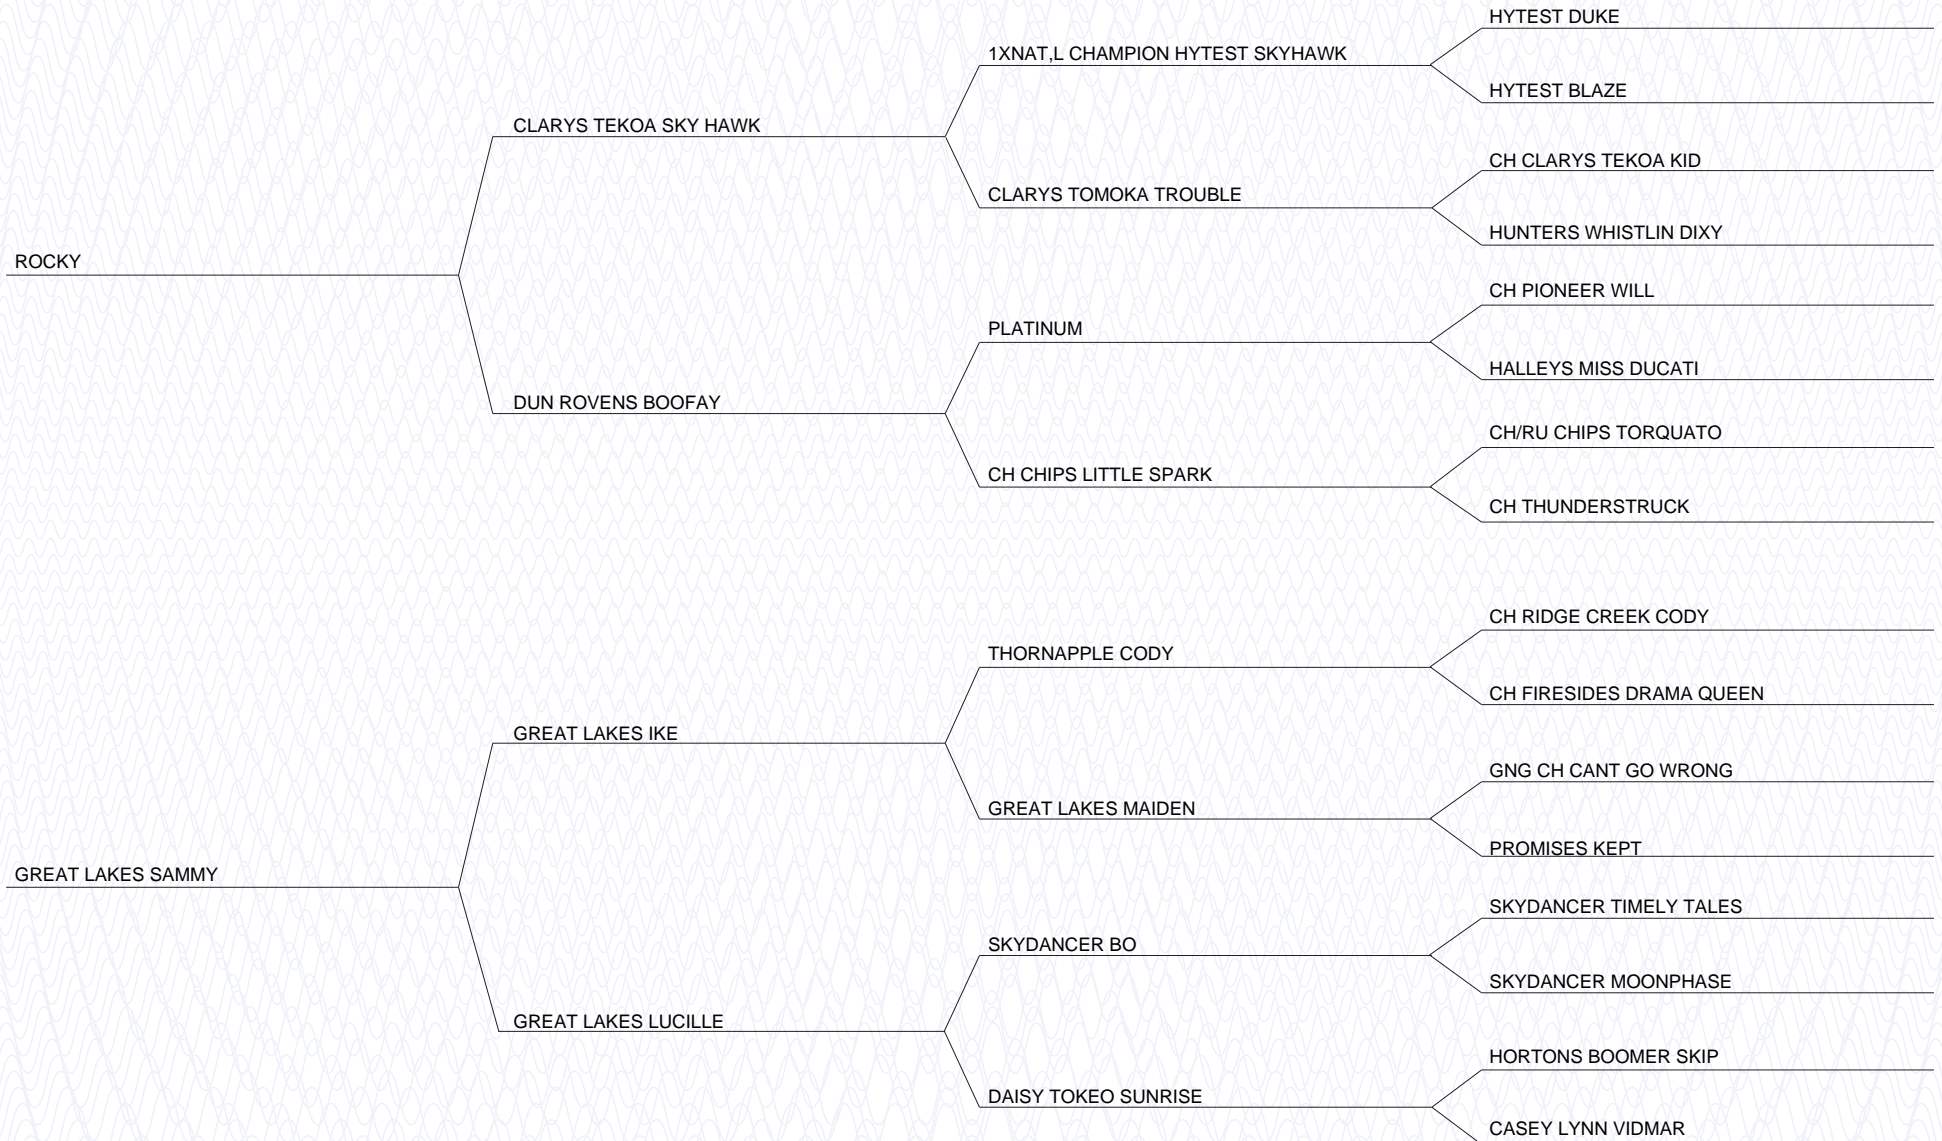 HYTEST DUKE
1XNAT,L CHAMPION HYTEST SKYHAWK
HYTEST BLAZE
CLARYS TEKOA SKY HAWK
CH CLARYS TEKOA KID
CLARYS TOMOKA TROUBLE
HUNTERS WHISTLIN DIXY
ROCKY
CH PIONEER WILL
PLATINUM
HALLEYS MISS DUCATI
DUN ROVENS BOOFAY
CH/RU CHIPS TORQUATO
CH CHIPS LITTLE SPARK
CH THUNDERSTRUCK
CH RIDGE CREEK CODY
THORNAPPLE CODY
CH FIRESIDES DRAMA QUEEN
GREAT LAKES IKE
GNG CH CANT GO WRONG
GREAT LAKES MAIDEN
PROMISES KEPT
GREAT LAKES SAMMY
SKYDANCER TIMELY TALES
SKYDANCER BO
SKYDANCER MOONPHASE
GREAT LAKES LUCILLE
HORTONS BOOMER SKIP
DAISY TOKEO SUNRISE
CASEY LYNN VIDMAR